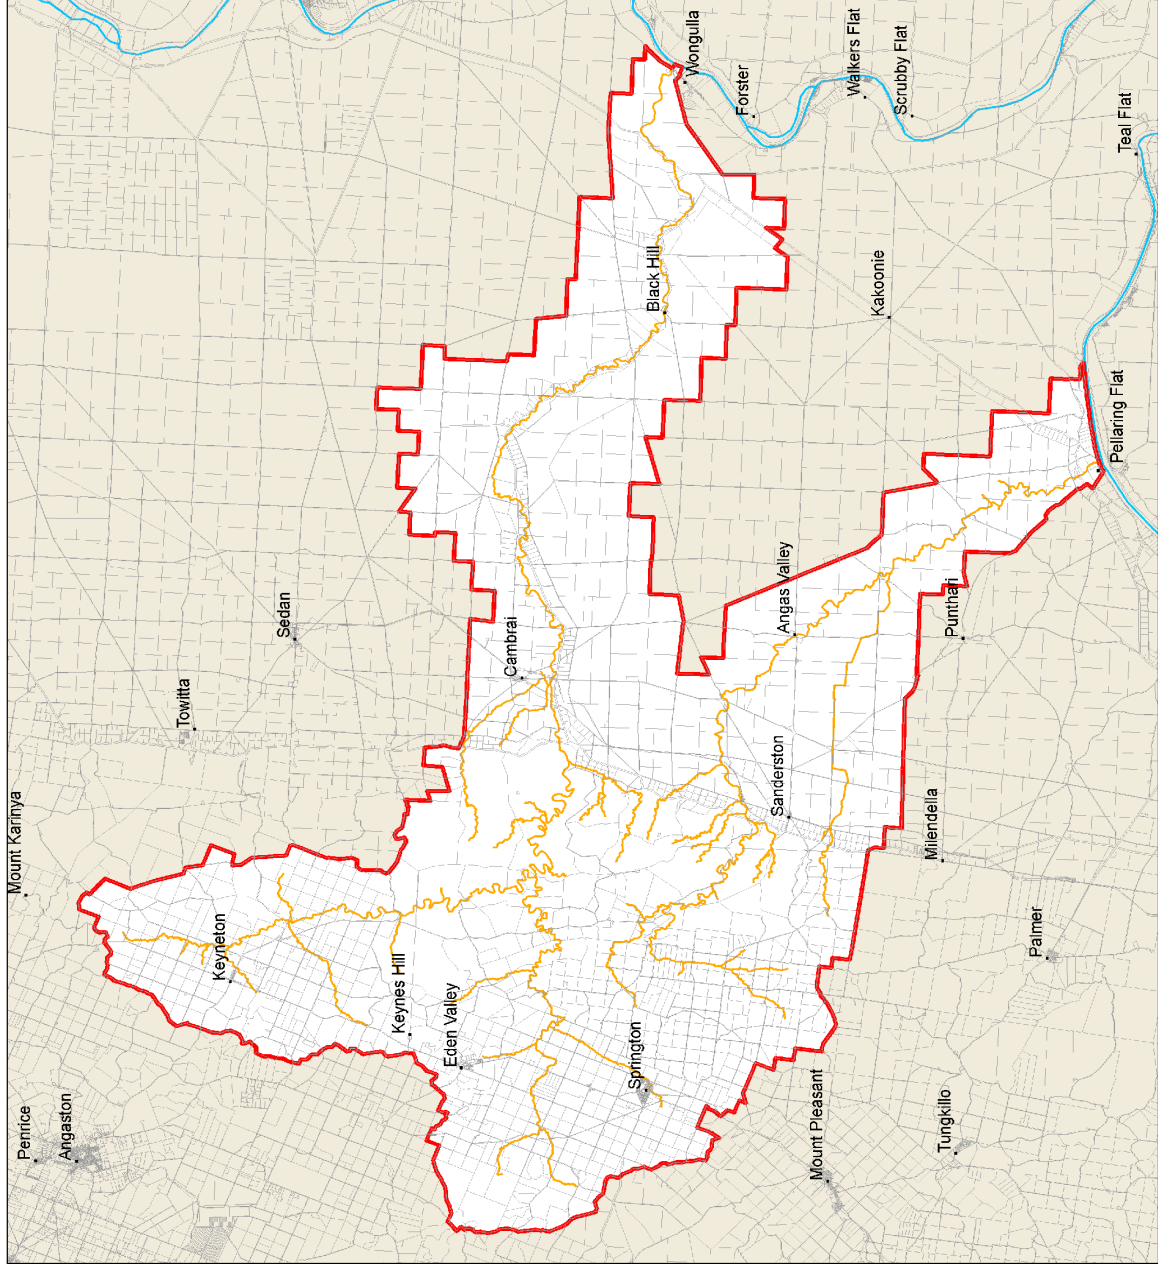 Mount Karinya
Penrice
Angaston
Towitta
Keyneton
Sedan
Keynes Hill
Eden Valley
Cambrai
Springton
Black Hill
Wongulla
Forster
Sanderston
Angas Valley
Mount Pleasant
Walkers Flat
Kakoonie
Scrubby Flat
Milendella
Tungkillo
Punthari
Palmer
Pellaring Flat
Teal Flat